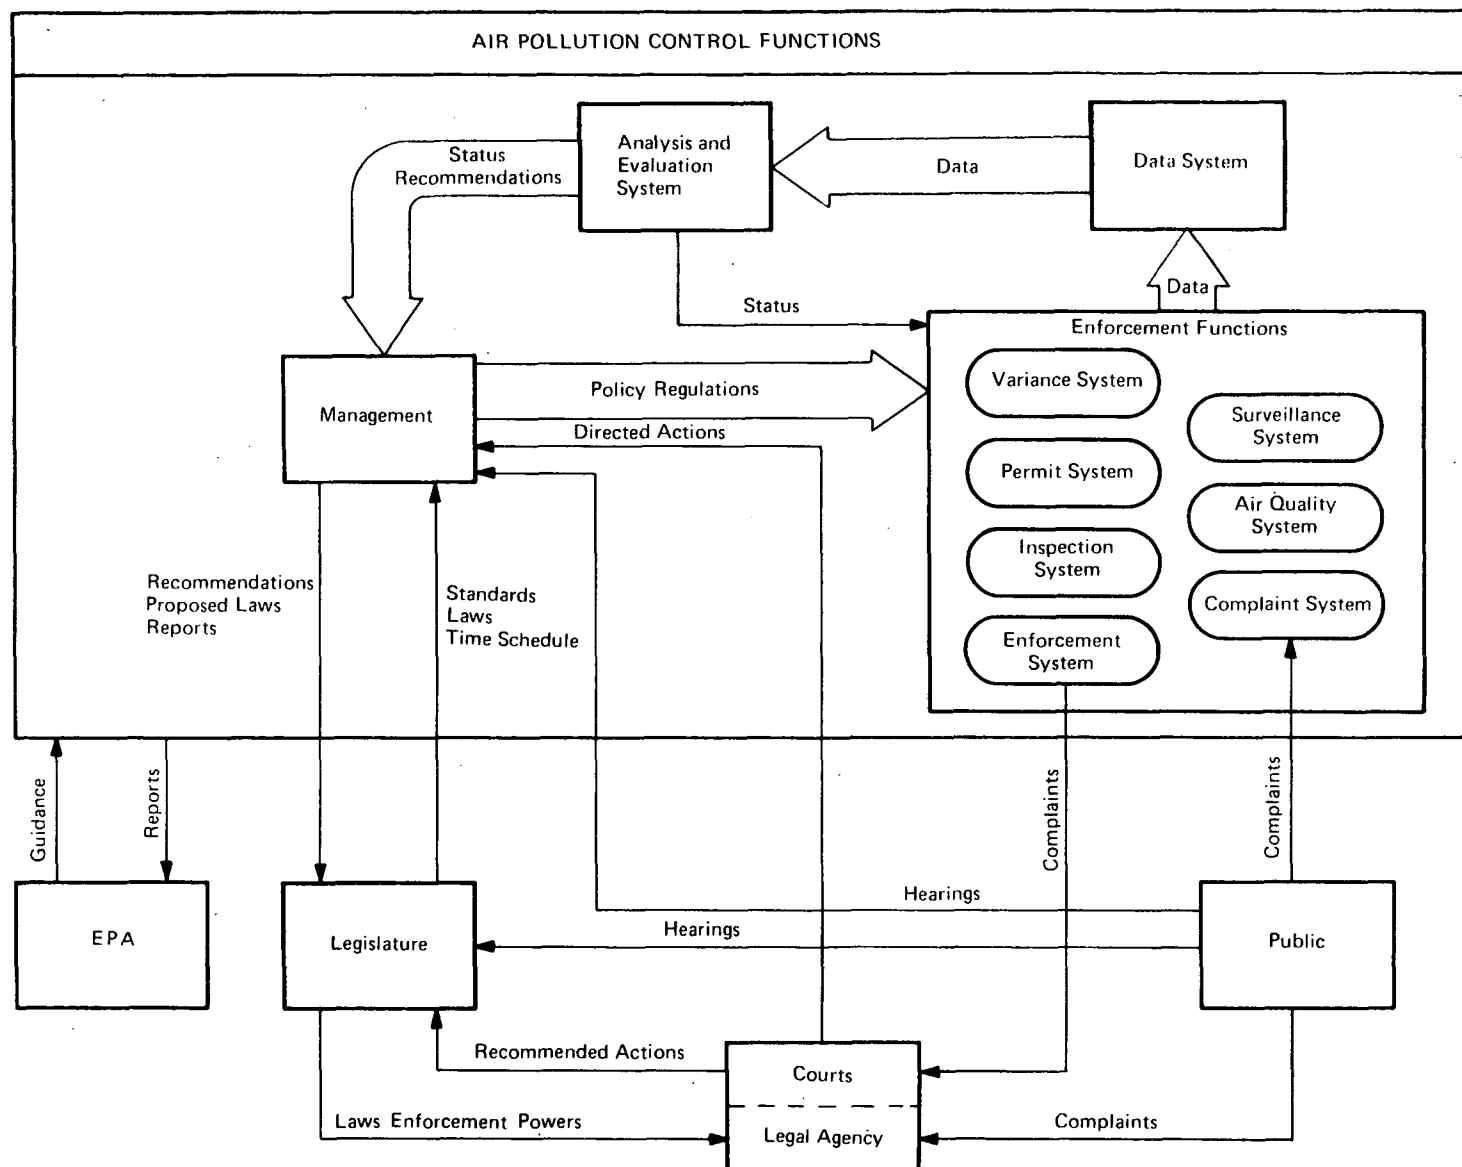 AIR POLLUTION CONTROL FUNCTIONS
Analysis and
Evaluation
System
Data
Data System
Status
Recommendations
Data
Status
Enforcement Functions
Management
Policy Regulations
Directed Actions
Variance System
Permit System
Inspection
System
Enforcement
System
Surveillance
System
Air Quality
System
Complaint System
Recommendations
Proposed Laws
Reports
Standards
Laws
Time Schedule
Guidance
Reports
Complaints
Complaints
EPA
Legislature
Hearings
Hearings
Public
Recommended Actions
Courts
Laws Enforcement Powers
Legal Agency
Complaints